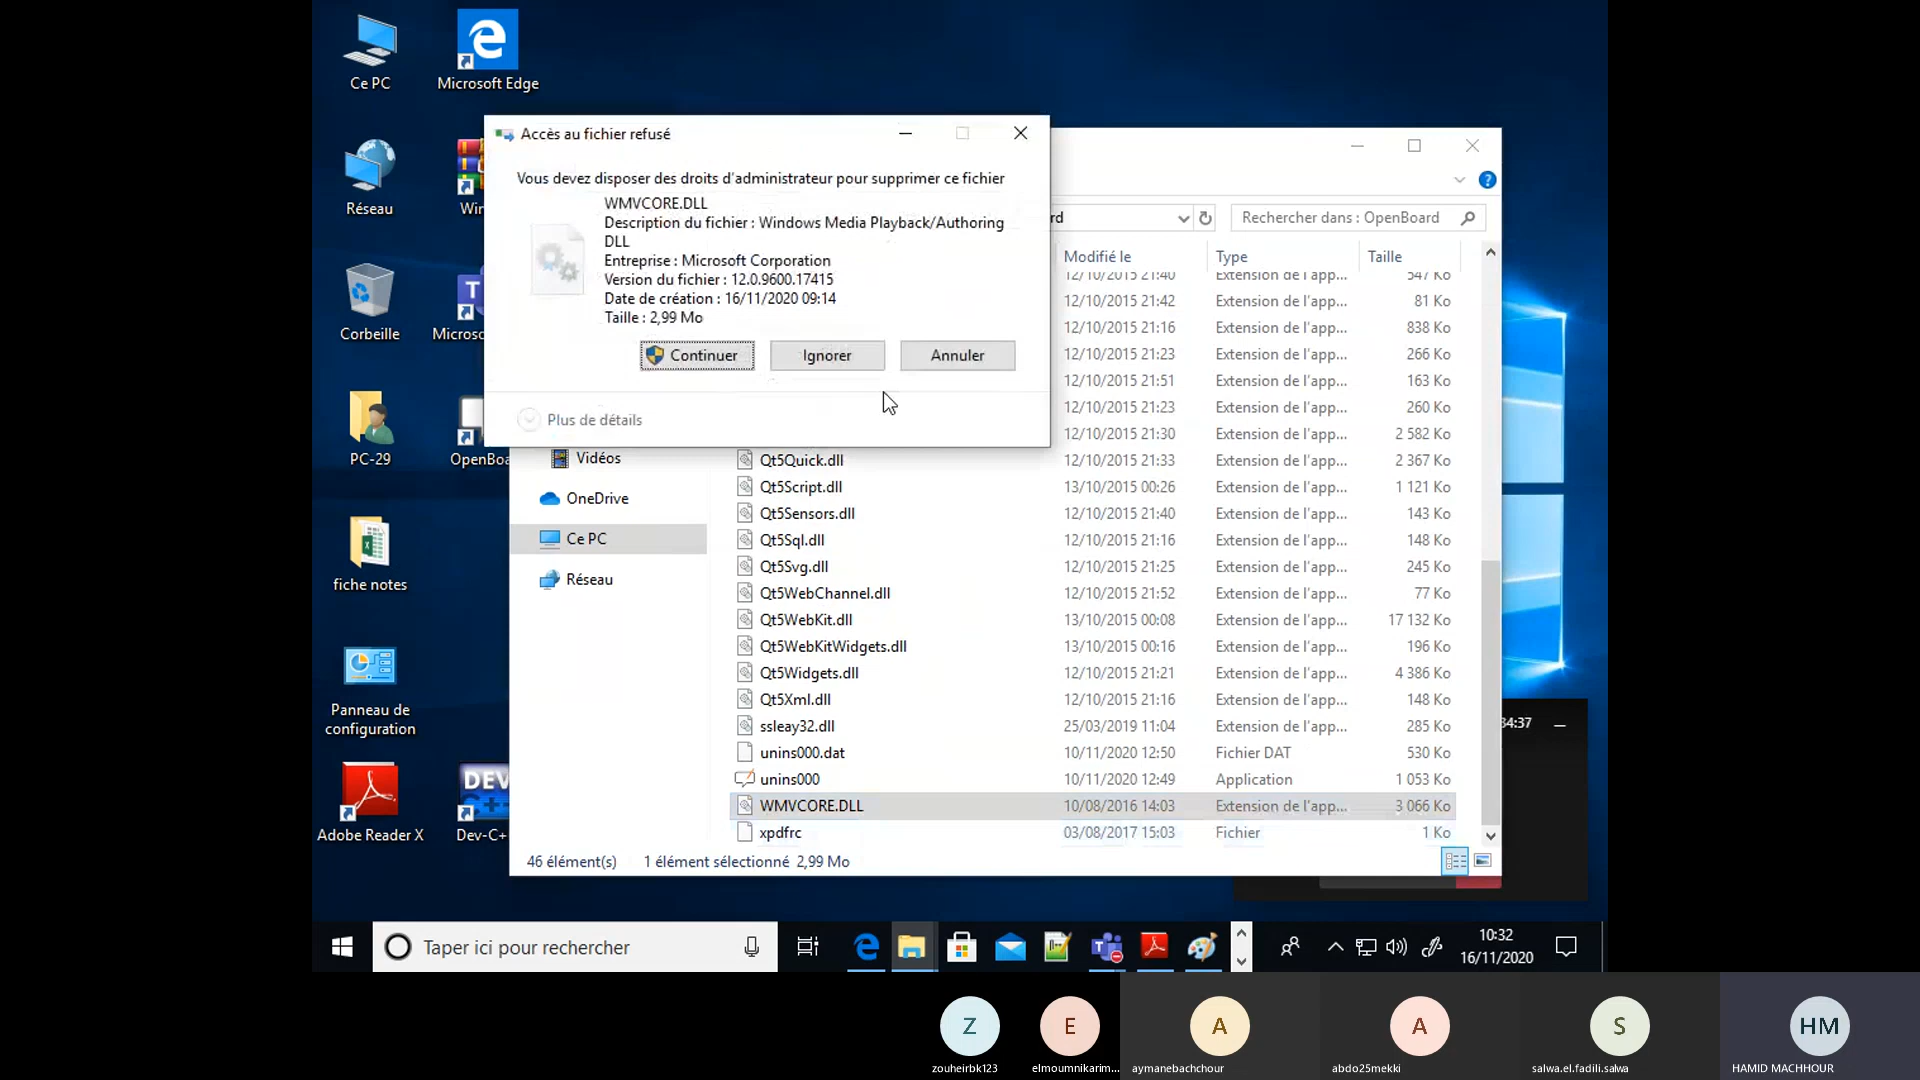 Ce PC
Microsoft Edge
Réseau
Win
Corbeille
Micros
PC-29
OpenBoa
fiche notes
Panneau de
configuration
Adobe Reader X
DEV
C++
Dev-C+
Accès au fichier refusé
Vous devez disposer des droits d'administrateur pour supprimer ce fichier
WMVCORE.DLL
Description du fichier : Windows Media Playback/Authoring
DLL
Entreprise : Microsoft Corporation
Version du fichier : 12.0.9600.17415
Date de création : 16/11/2020 09:14
Taille : 2,99 Mo
Continuer Ignorer Annuler
Plus de détails
rd Rechercher dans : OpenBoard
Modifié le Type Taille
12/10/2015 21:40 Extension de l'app... 547 Ko
12/10/2015 21:42 Extension de l'app... 81 Ko
12/10/2015 21:16 Extension de l'app... 838 Ko
12/10/2015 21:23 Extension de l'app... 266 Ko
12/10/2015 21:51 Extension de l'app... 163 Ko
12/10/2015 21:23 Extension de l'app... 260 Ko
12/10/2015 21:30 Extension de l'app... 2 582 Ko
Qt5Quick.dll 12/10/2015 21:33 Extension de l'app... 2 367 Ko
Qt5Script.dll 13/10/2015 00:26 Extension de l'app... 1 121 Ko
Qt5Sensors.dll 12/10/2015 21:40 Extension de l'app... 143 Ko
Qt5Sql.dll 12/10/2015 21:16 Extension de l'app... 148 Ko
Qt5Svg.dll 12/10/2015 21:25 Extension de l'app... 245 Ko
Qt5WebChannel.dll 12/10/2015 21:52 Extension de l'app... 77 Ko
Qt5WebKit.dll 13/10/2015 00:08 Extension de l'app... 17 132 Ko
Qt5WebKitWidgets.dll 13/10/2015 00:16 Extension de l'app... 196 Ko
Qt5Widgets.dll 12/10/2015 21:21 Extension de l'app... 4 386 Ko
Qt5Xml.dll 12/10/2015 21:16 Extension de l'app... 148 Ko
ssleay32.dll 25/03/2019 11:04 Extension de l'app... 285 Ko
unins000.dat 10/11/2020 12:50 Fichier DAT 530 Ko
unins000 10/11/2020 12:49 Application 1 053 Ko
WMVCORE.DLL 10/08/2016 14:03 Extension de l'app... 3 066 Ko
xpdfrc 03/08/2017 15:03 Fichier 1 Ko
Vidéos
OneDrive
Ce PC
Réseau
46 élément(s) 1 élément sélectionné 2,99 Mo
34:37
Taper ici pour rechercher
10:32
16/11/2020
Z E A A S HM
zouheirbk123 elmoumnikarim... aymanebachchour abdo25mekki salwa.el.fadili.salwa HAMID MACHHOUR